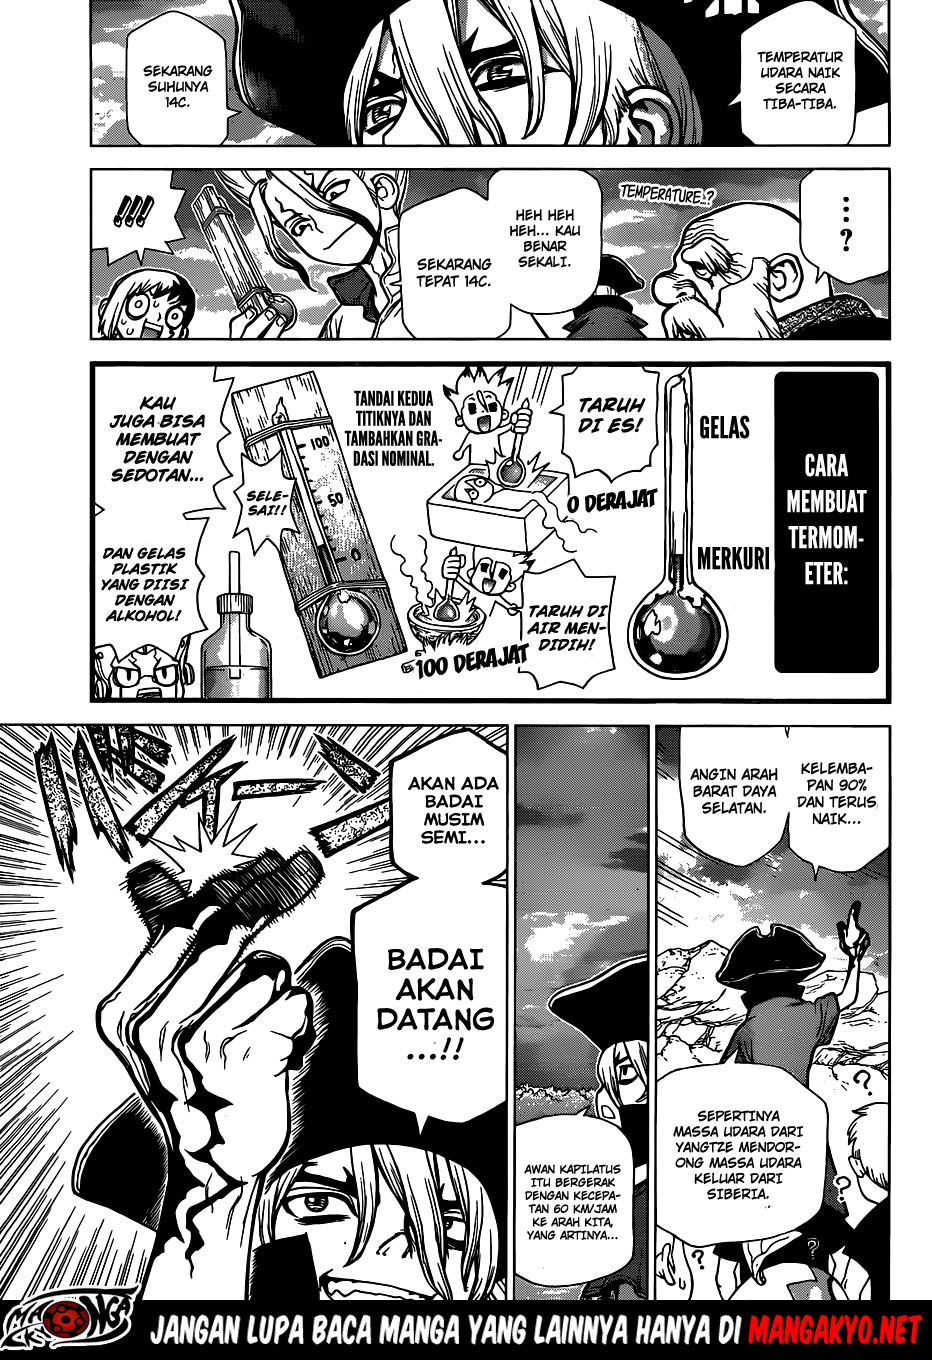 TEMPERATUR
UDARA NAIK
SECARA
TIBA-TIBA.
SEKARANG
SUHUNYA
14C.
...?
TEMPERATURE..?
HEH HEH
HEH... KAU
BENAR
SEKALI.
SEKARANG
TEPAT 14C.
!!!
CARA
MEMBUAT
TERMOM-
ETER:
GELAS
MERKURI
TARUH
DI ES!
0 DERAJAT
TARUH DI
AIR MEN-
DIDIH!
100 DERAJAT
TANDAI KEDUA
TITIKNYA DAN
TAMBAHKAN GRA-
DASI NOMINAL.
100
50
0
SELE-
SAI!!
KAU
JUGA BISA
MEMBUAT
DENGAN
SEDOTAN...
DAN GELAS
PLASTIK
YANG DIISI
DENGAN
ALKOHOL!
KELEMBA-
PAN 90%
DAN TERUS
NAIK...
ANGIN ARAH
BARAT DAYA
SELATAN.
?
?
?
?
SEPERTINYA
MASSA UDARA DARI
YANGTZE MENDOR-
ONG MASSA UDARA
KELUAR DARI
SIBERIA.
AWAN KAPILATUS
ITU BERGERAK
DENGAN KECEPA-
TAN 60 KM/JAM
KE ARAH KITA,
YANG ARTINYA...
AKAN ADA
BADAI
MUSIM
SEMI...
BADAI
AKAN
DATANG
...!!
MANGAKYO
JANGAN LUPA BACA MANGA YANG LAINNYA HANYA DI MANGAKYO.NET